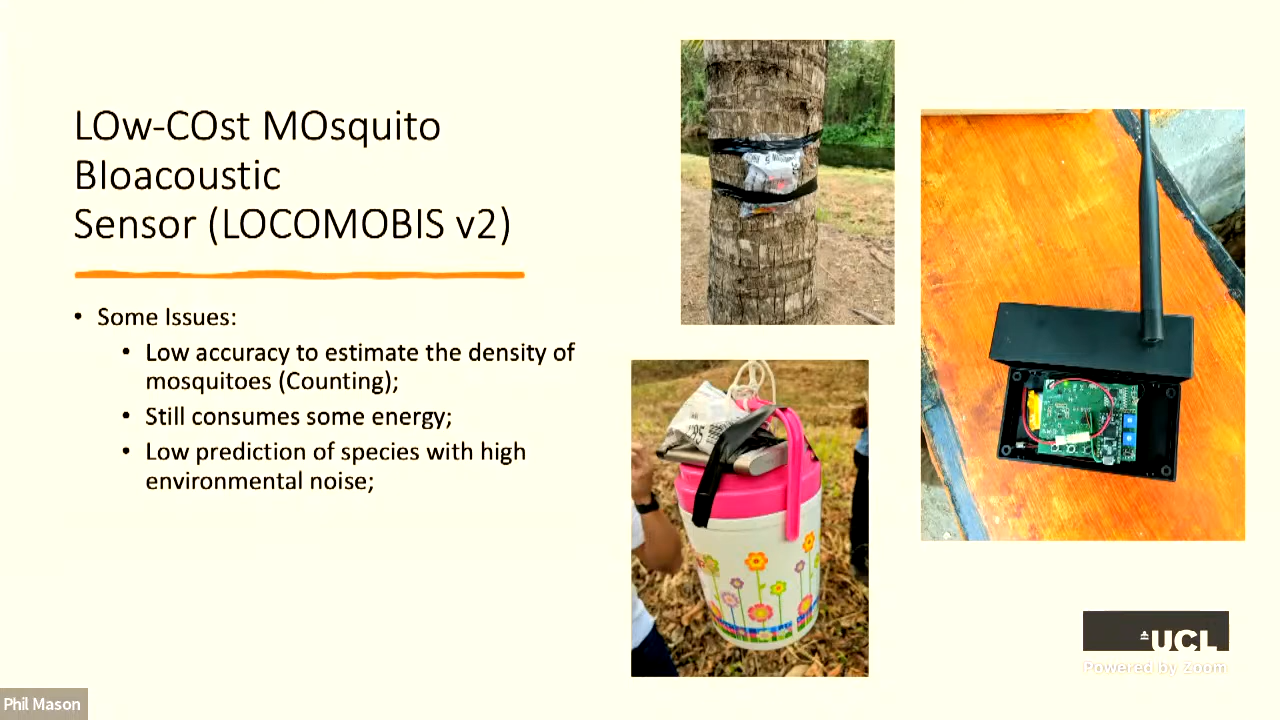 LOw-COst MOsquito
BIoacoustic
Sensor (LOCOMOBIS v2)
• Some Issues:
• Low accuracy to estimate the density of
mosquitoes (Counting);
• Still consumes some energy;
• Low prediction of species with high
environmental noise;
UCL
Powered by Zoom
Phil Mason